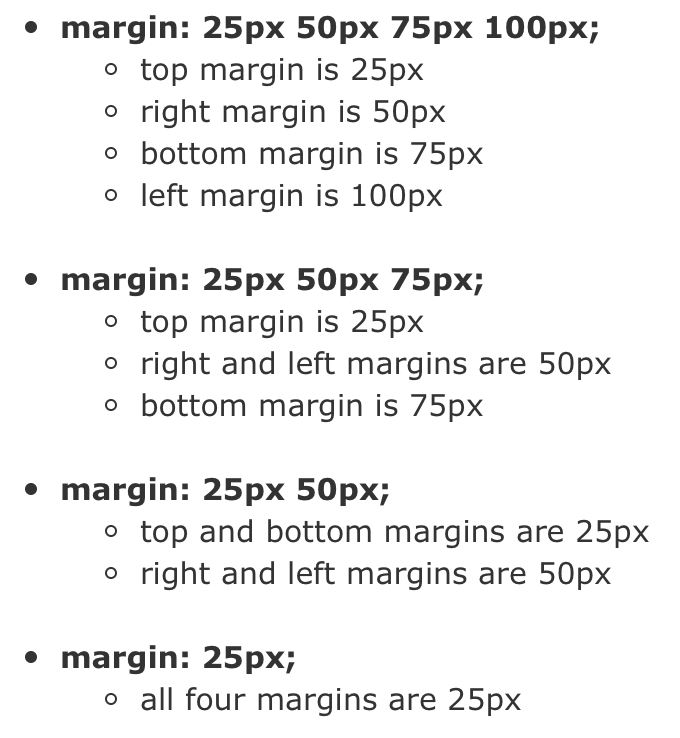 margin: 25px 50px 75px 100px;
top margin is 25px
right margin is 50px
bottom margin is 75px
left margin is 100px
margin: 25px 50px 75px;
top margin is 25px
right and left margins are 50px
bottom margin is 75px
margin: 25px 50px;
top and bottom margins are 25px
right and left margins are 50px
margin: 25px;
all four margins are 25px